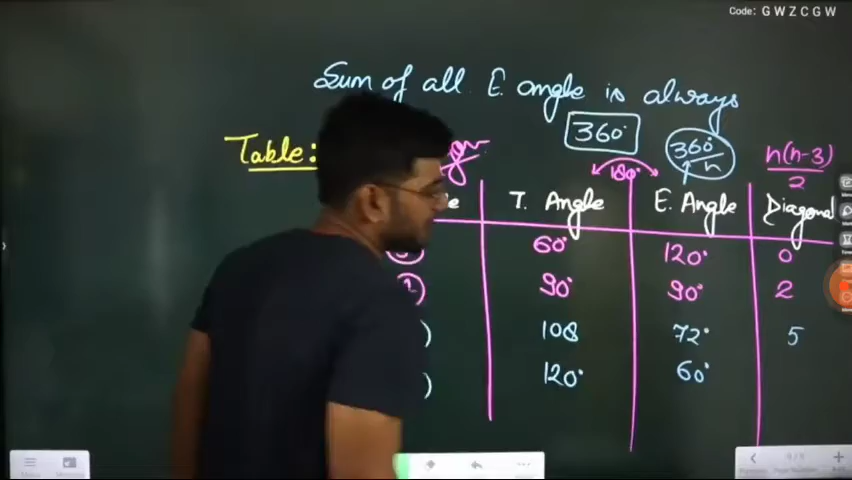 Code: GWZCGW
Sum of all E. angle is always
360°
360°/n
n(n-3)/2
Table:
180°
T. Angle E. Angle Diagonal
60° 120° 0
90° 90° 2
108 72° 5
120° 60°